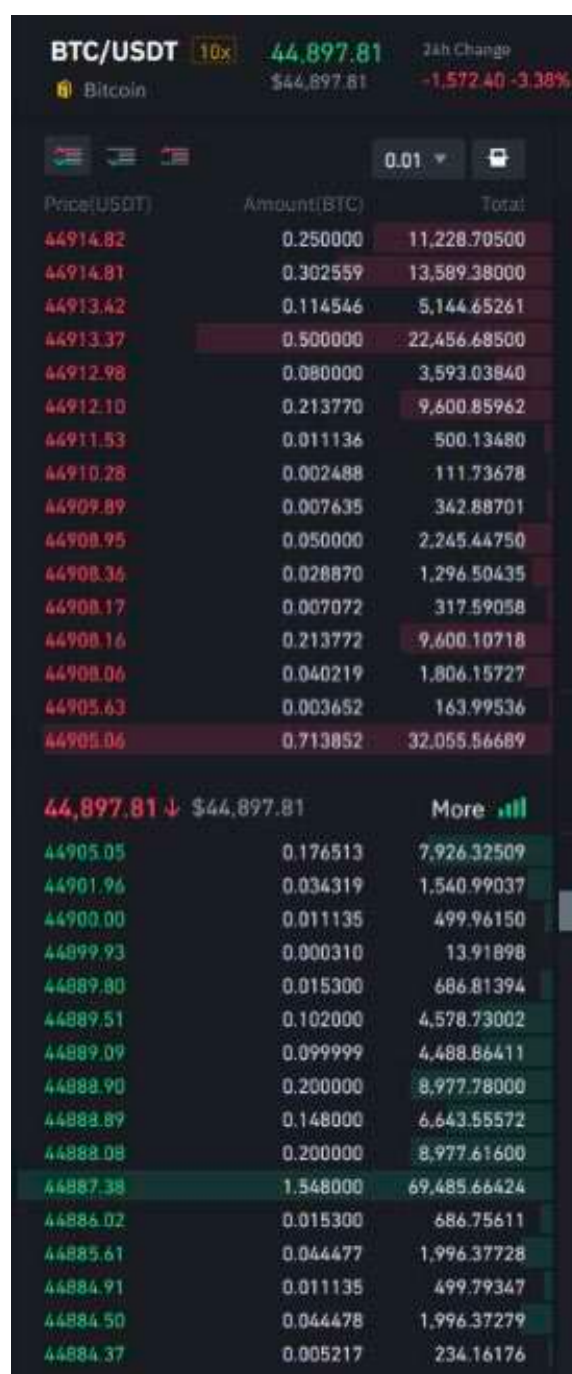 BTC/USDT 10x 44,897.81 24h Change
Bitcoin $44,897.81 -1,572.40 -3.38%
0.01
Price(USDT) Amount(BTC) Total
44914.82 0.250000 11,228.70500
44914.81 0.302559 13,589.38000
44913.42 0.114546 5,144.65261
44913.37 0.500000 22,456.68500
44912.98 0.080000 3,593.03840
44912.10 0.213770 9,600.85962
44911.53 0.011136 500.13480
44910.28 0.002488 111.73678
44909.89 0.007635 342.88701
44908.95 0.050000 2,245.44750
44908.36 0.028870 1,296.50435
44908.17 0.007072 317.59058
44908.16 0.213772 9,600.10718
44908.06 0.040219 1,806.15727
44905.63 0.003652 163.99536
44905.06 0.713852 32,055.56689
44,897.81↓ $44,897.81 More
44905.05 0.176513 7,926.32509
44901.96 0.034319 1,540.99037
44900.00 0.011135 499.96150
44899.93 0.000310 13.91898
44889.80 0.015300 686.81394
44889.51 0.102000 4,578.73002
44889.09 0.099999 4,488.86411
44888.90 0.200000 8,977.78000
44888.89 0.148000 6,643.55572
44888.08 0.200000 8,977.61600
44887.38 1.548000 69,485.66424
44886.02 0.015300 686.75611
44885.61 0.044477 1,996.37728
44884.91 0.011135 499.79347
44884.50 0.044478 1,996.37279
44884.37 0.005217 234.16176